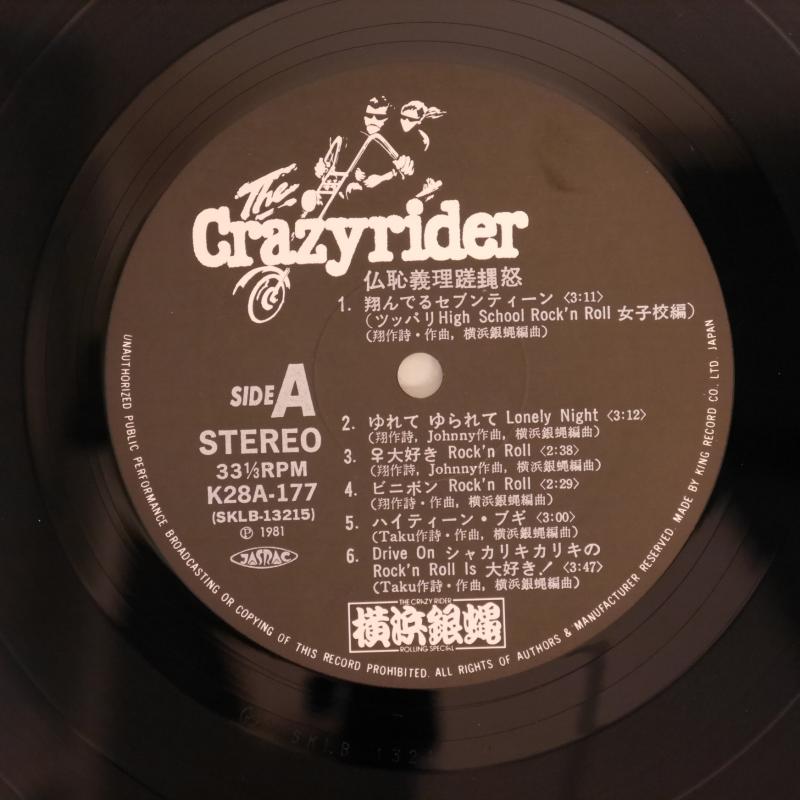 The
Crazyrider
仏恥義理蹉𨅓怒
1. 翔んでるセブンティーン〈3:11〉
(ツッパリHigh School Rock'n Roll 女子校編)
(翔作詩・作曲, 横浜銀蝿編曲)
SIDE A
STEREO
33⅓RPM
K28A-177
(SKLB-13215)
Ⓟ 1981
JASRAC
2. ゆれて ゆられて Lonely Night〈3:12〉
(翔作詩, Johnny作曲, 横浜銀蝿編曲)
3. ♀大好き Rock'n Roll〈2:38〉
(翔作詩, Johnny作曲, 横浜銀蝿編曲)
4. ビニボン Rock'n Roll〈2:29〉
(翔作詩・作曲, 横浜銀蝿編曲)
5. ハイティーン・ブギ〈3:00〉
(Taku作詩・作曲, 横浜銀蝿編曲)
6. Drive On シャカリキカリキの
Rock'n Roll Is 大好き!〈3:47〉
(Taku作詩・作曲, 横浜銀蝿編曲)
THE CRAZY RIDER
横浜銀蝿
ROLLING SPECIAL
UNAUTHORIZED PUBLIC PERFORMANCE BROADCASTING OR COPYING OF THIS RECORD PROHIBITED. ALL RIGHTS OF AUTHORS & MANUFACTURER RESERVED. MADE BY KING RECORD CO., LTD. JAPAN